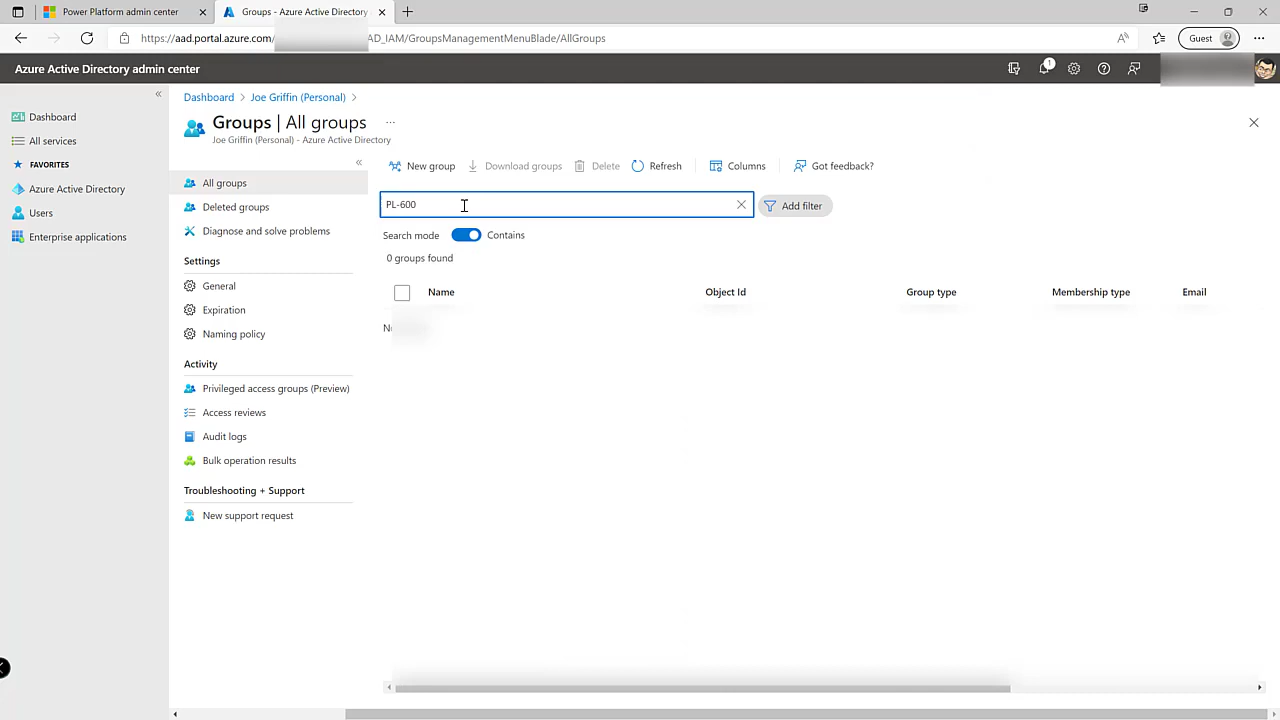 Power Platform admin center
Groups - Azure Active Directory
https://aad.portal.azure.com/
AD_IAM/GroupsManagementMenuBlade/AllGroups
Guest
Azure Active Directory admin center
1
Dashboard > Joe Griffin (Personal) >
Groups | All groups
Joe Griffin (Personal) - Azure Active Directory
Dashboard
All services
FAVORITES
Azure Active Directory
Users
Enterprise applications
All groups
Deleted groups
Diagnose and solve problems
Settings
General
Expiration
Naming policy
Activity
Privileged access groups (Preview)
Access reviews
Audit logs
Bulk operation results
Troubleshooting + Support
New support request
New group
Download groups
Delete
Refresh
Columns
Got feedback?
PL-600
Add filter
Search mode
Contains
0 groups found
Name
Object Id
Group type
Membership type
Email